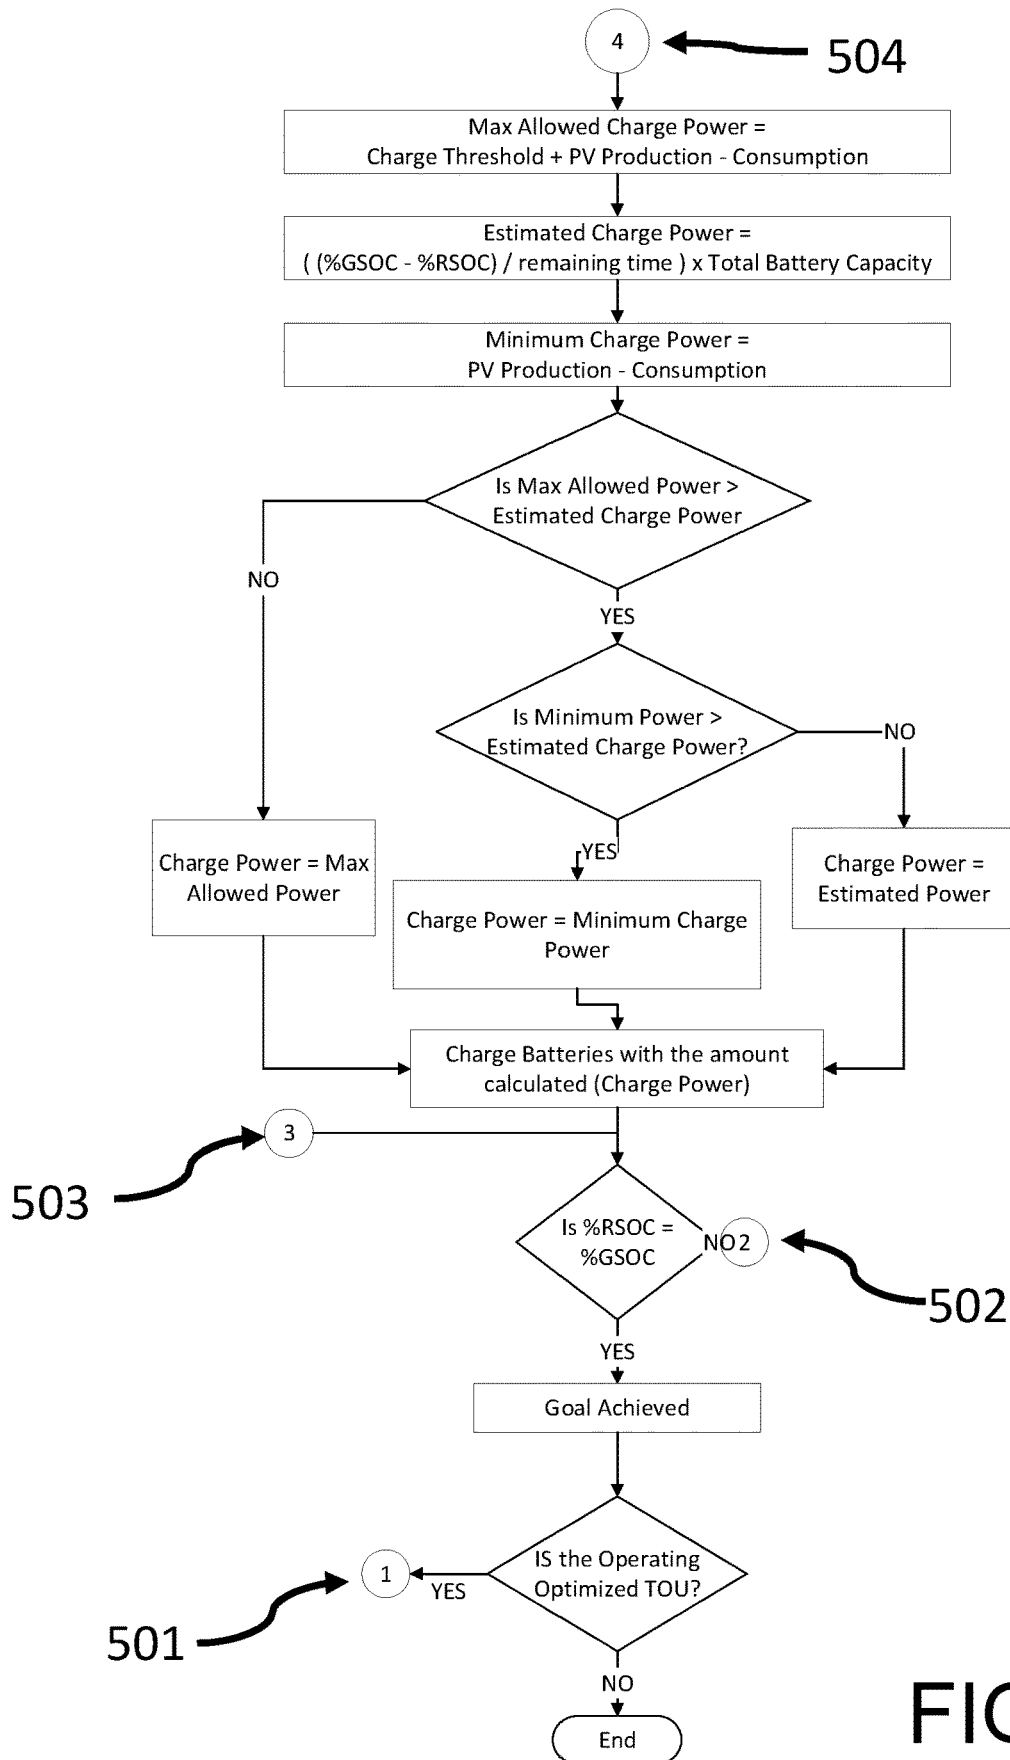 4
504
Max Allowed Charge Power =
Charge Threshold + PV Production - Consumption
Estimated Charge Power =
( (%GSOC - %RSOC) / remaining time ) x Total Battery Capacity
Minimum Charge Power =
PV Production - Consumption
Is Max Allowed Power >
Estimated Charge Power
NO
YES
Is Minimum Power >
Estimated Charge Power?
NO
YES
Charge Power = Max
Allowed Power
Charge Power = Minimum Charge
Power
Charge Power =
Estimated Power
Charge Batteries with the amount
calculated (Charge Power)
3
503
Is %RSOC =
%GSOC
NO
2
502
YES
Goal Achieved
IS the Operating
Optimized TOU?
YES
1
501
NO
End